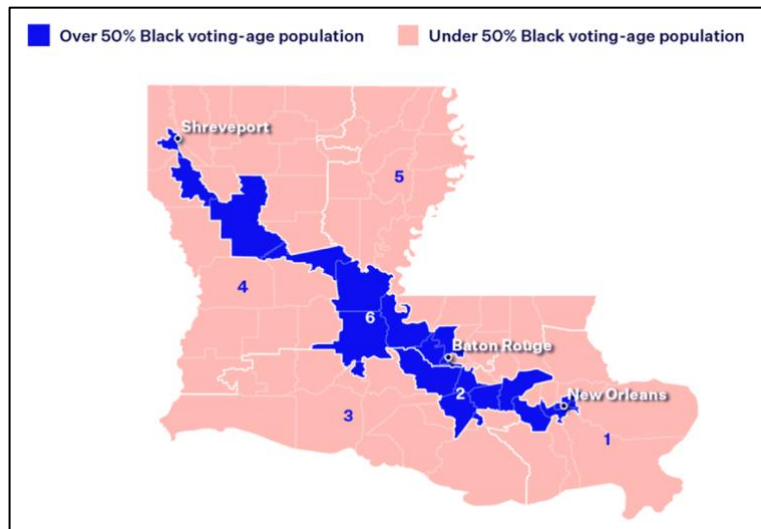 Over 50% Black voting-age population
Under 50% Black voting-age population
Shreveport
5
4
6
Baton Rouge
2
New Orleans
3
1